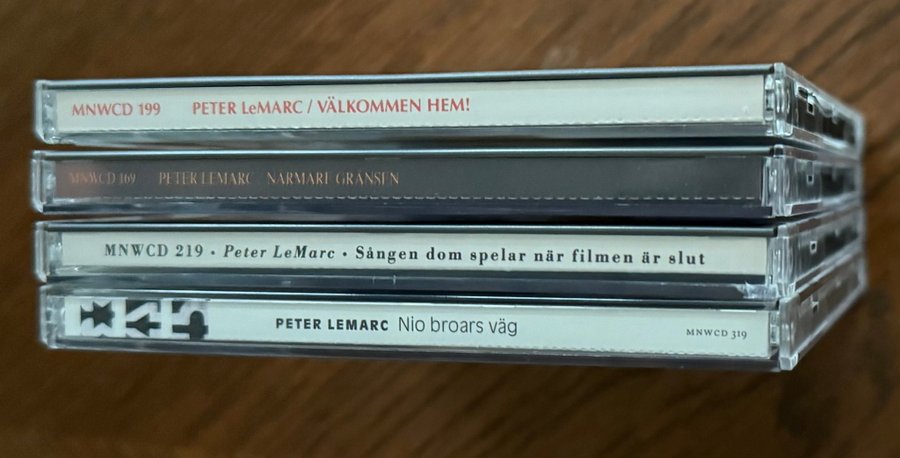 MNWCD 199 PETER LeMARC / VÄLKOMMEN HEM!
MNWCD 169 PETER LEMARC NÄRMARE GRÄNSEN
MNWCD 219 • Peter LeMarc • Sången dom spelar när filmen är slut
PETER LEMARC Nio broars väg MNWCD 319